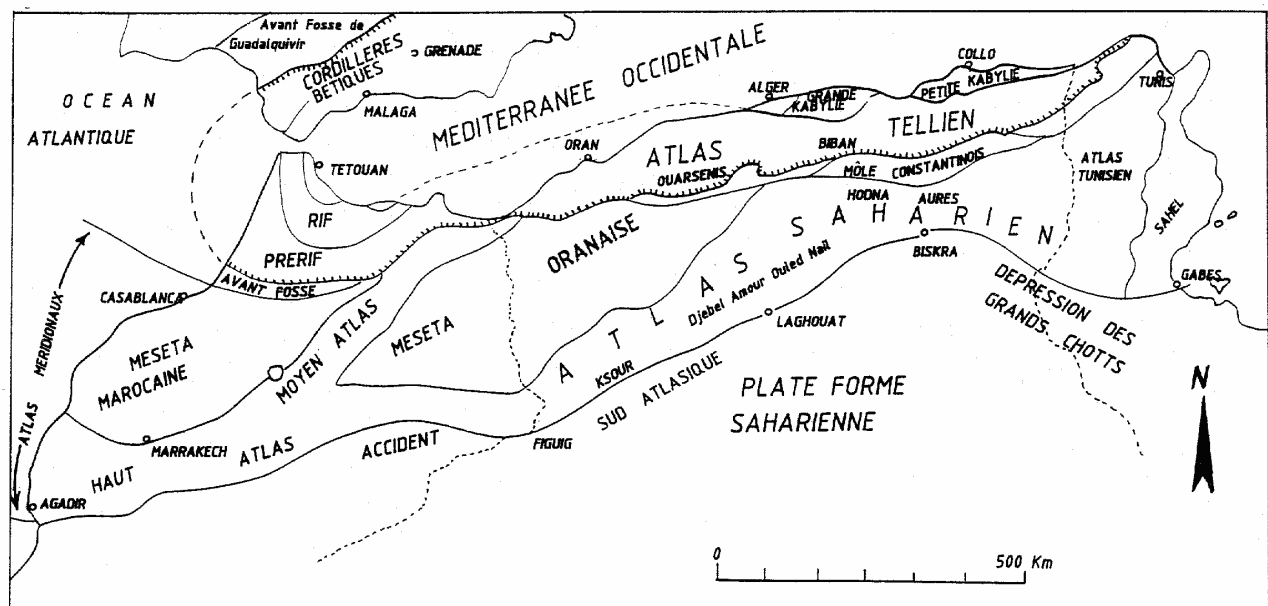 Avant Fosse de
Guadalquivir
CORDILLERES
BETIQUES
GRENADE
MALAGA
OCEAN
ATLANTIQUE
MEDITERRANEE OCCIDENTALE
COLLO
ALGER
GRANDE
KABYLIE
PETITE KABYLIE
TUNIS
TETOUAN
ORAN
ATLAS
TELLIEN
OUARSENIS
BIBAN
MÔLE CONSTANTINOIS
ATLAS
TUNISIEN
RIF
PRERIF
AVANT FOSSE
HODNA
AURES
SAHEL
ORANAISE
ATLAS SAHARIEN
Djebel Amour Ouled Naïl
BISKRA
GABES
CASABLANCA
MESETA
MAROCAINE
MOYEN ATLAS
MESETA
KSOUR
LAGHOUAT
DEPRESSION DES
GRANDS CHOTTS
ATLAS MERIDIONAUX
MARRAKECH
HAUT ATLAS
ACCIDENT
SUD ATLASIQUE
FIGUIG
PLATE FORME
SAHARIENNE
N
AGADIR
0
500 Km